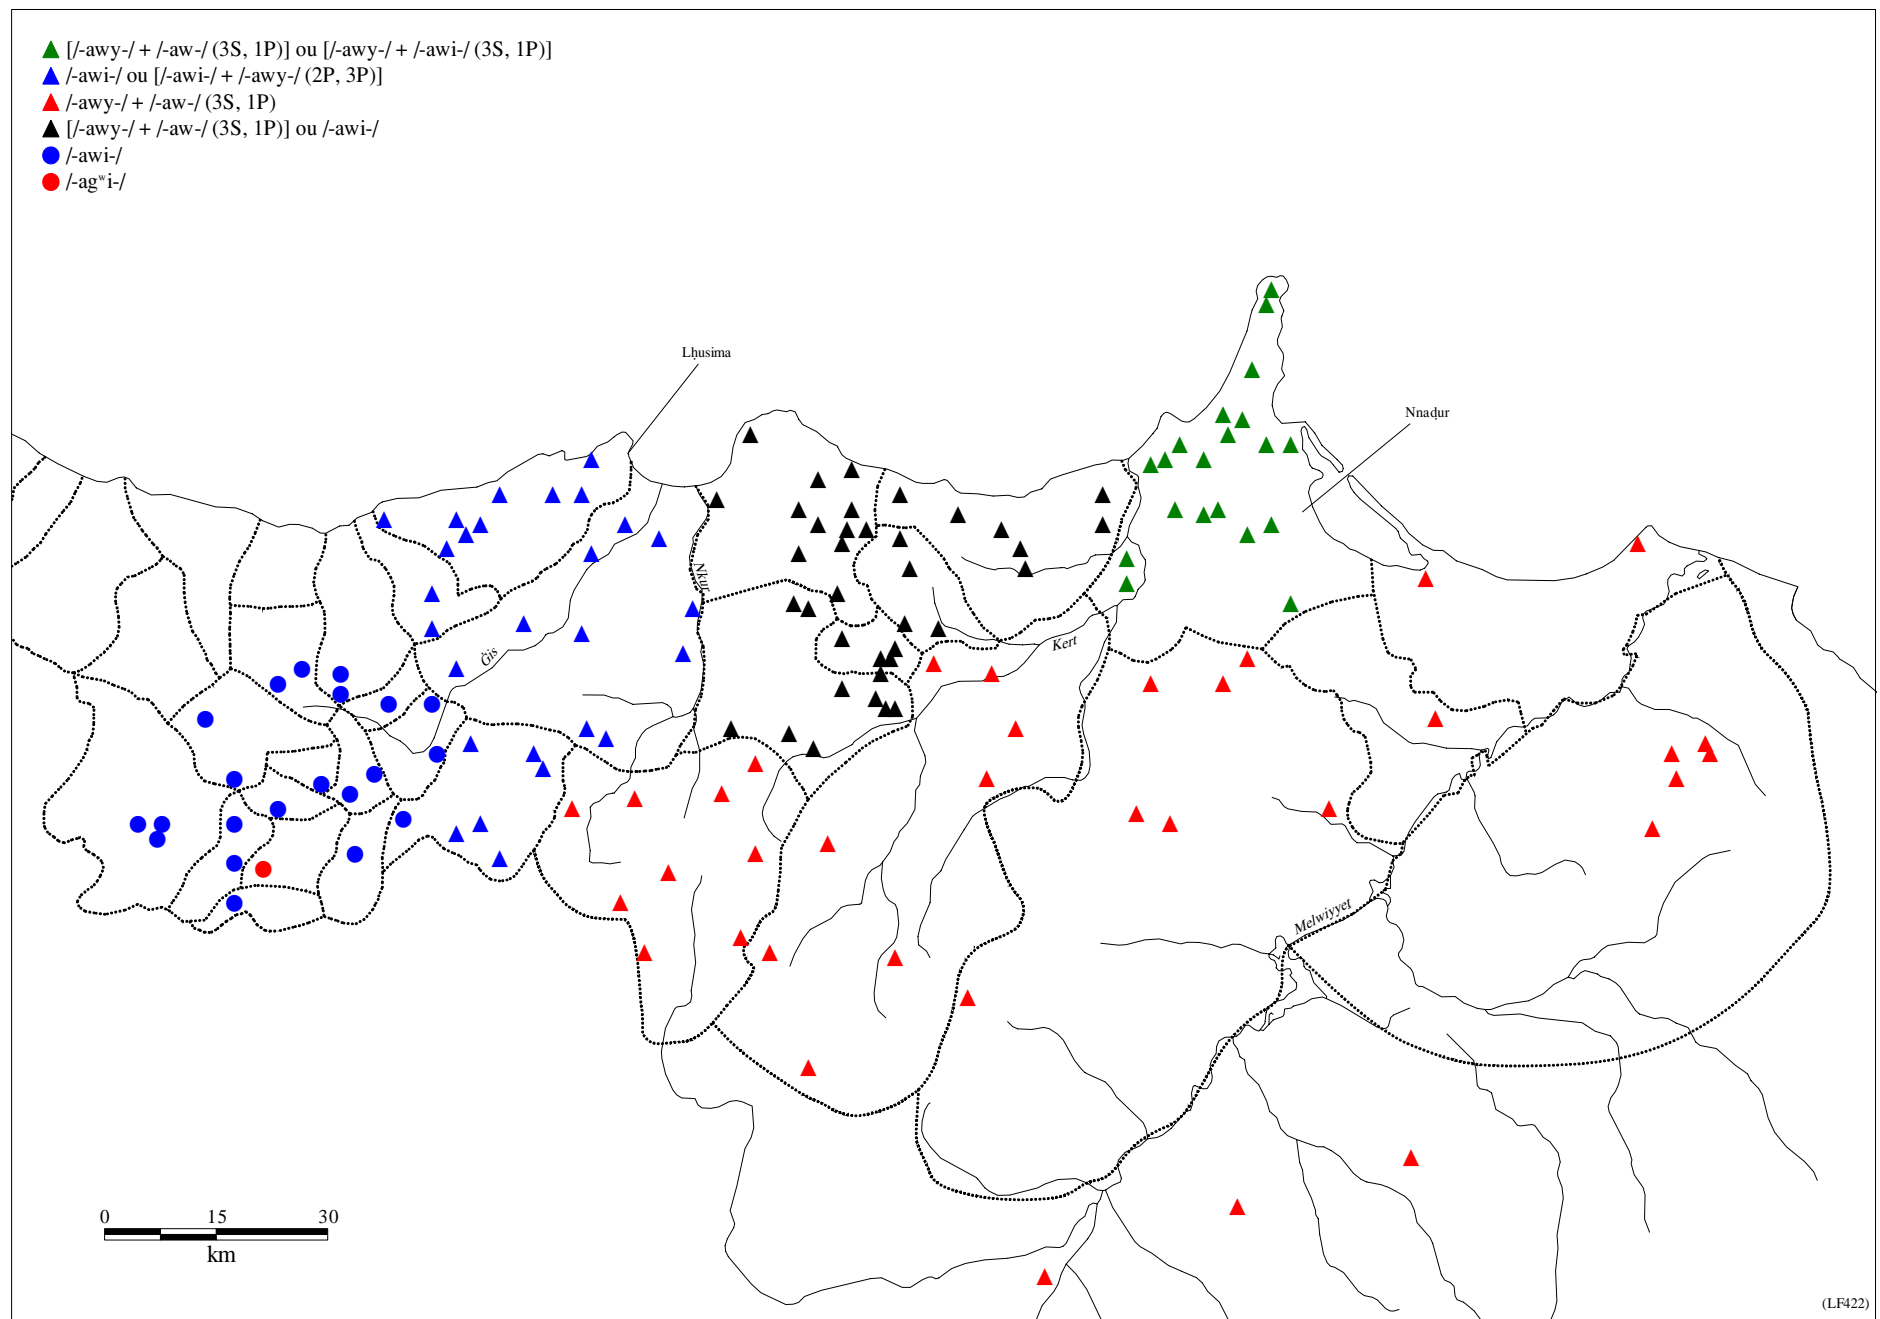 [/-awy-/ + /-aw-/ (3S, 1P)] ou [/-awy-/ + /-awi-/ (3S, 1P)]
/-awi-/ ou [/-awi-/ + /-awy-/ (2P, 3P)]
/-awy-/ + /-aw-/ (3S, 1P)
[/-awy-/ + /-aw-/ (3S, 1P)] ou /-awi-/
/-awi-/
/-agʷi-/
Lḥusima
Nnaḍur
Nkur
Ɣis
Kert
Melwiyyet
0 15 30
km
(LF422)